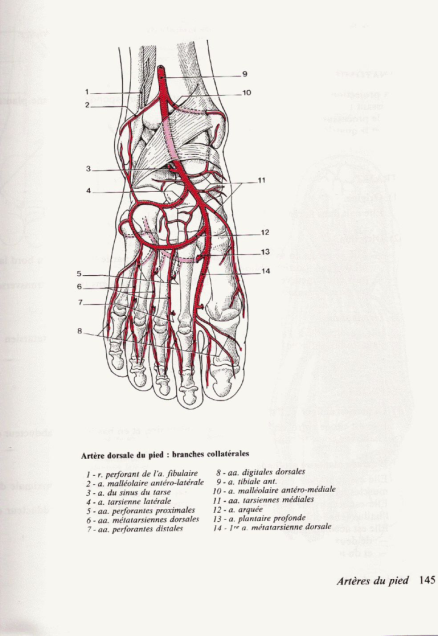 9
1
10
2
3
11
4
12
13
5
14
6
7
8
Artère dorsale du pied : branches collatérales
1 - r. perforant de l'a. fibulaire
2 - a. malléolaire antéro-latérale
3 - a. du sinus du tarse
4 - a. tarsienne latérale
5 - aa. perforantes proximales
6 - aa. métatarsiennes dorsales
7 - aa. perforantes distales
8 - aa. digitales dorsales
9 - a. tibiale ant.
10 - a. malléolaire antéro-médiale
11 - aa. tarsiennes médiales
12 - a. arquée
13 - a. plantaire profonde
14 - 1re a. métatarsienne dorsale
Artères du pied 145